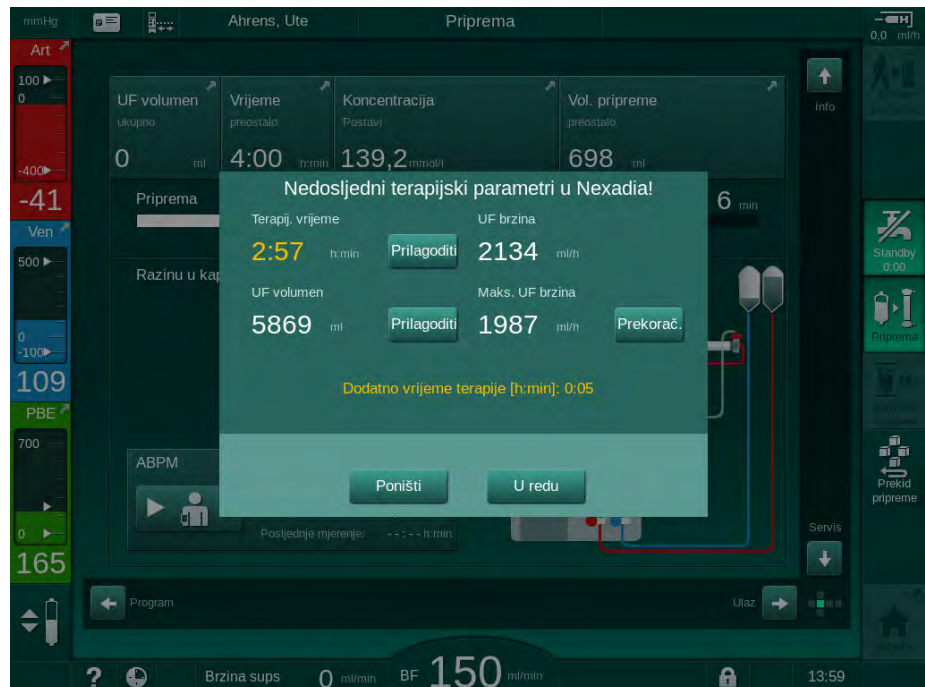 mmHg
Ahrens, Ute
Priprema
0,0 ml/h
Art
100
0
-400
-41
Ven
500
0
-100
109
PBE
700
0
165
UF volumen
ukupno
0 ml
Vrijeme
preostalo
4:00 h:min
Koncentracija
Postavi
139,2 mmol/l
Vol. pripreme
preostalo
698 ml
Info
Priprema
6 min
Razinu u kap
Nedosljedni terapijski parametri u Nexadia!
Terapij. vrijeme
2:57 h:min
Prilagoditi
UF brzina
2134 ml/h
UF volumen
5869 ml
Prilagoditi
Maks. UF brzina
1987 ml/h
Prekorač.
Dodatno vrijeme terapije [h:min]: 0:05
Poništi
U redu
ABPM
Posljednje mjerenje: --:-- h:min
Standby
0:00
Priprema
Prekid
pripreme
Servis
Program
Ulaz
?
Brzina sups
0 ml/min
BF 150 ml/min
13:59